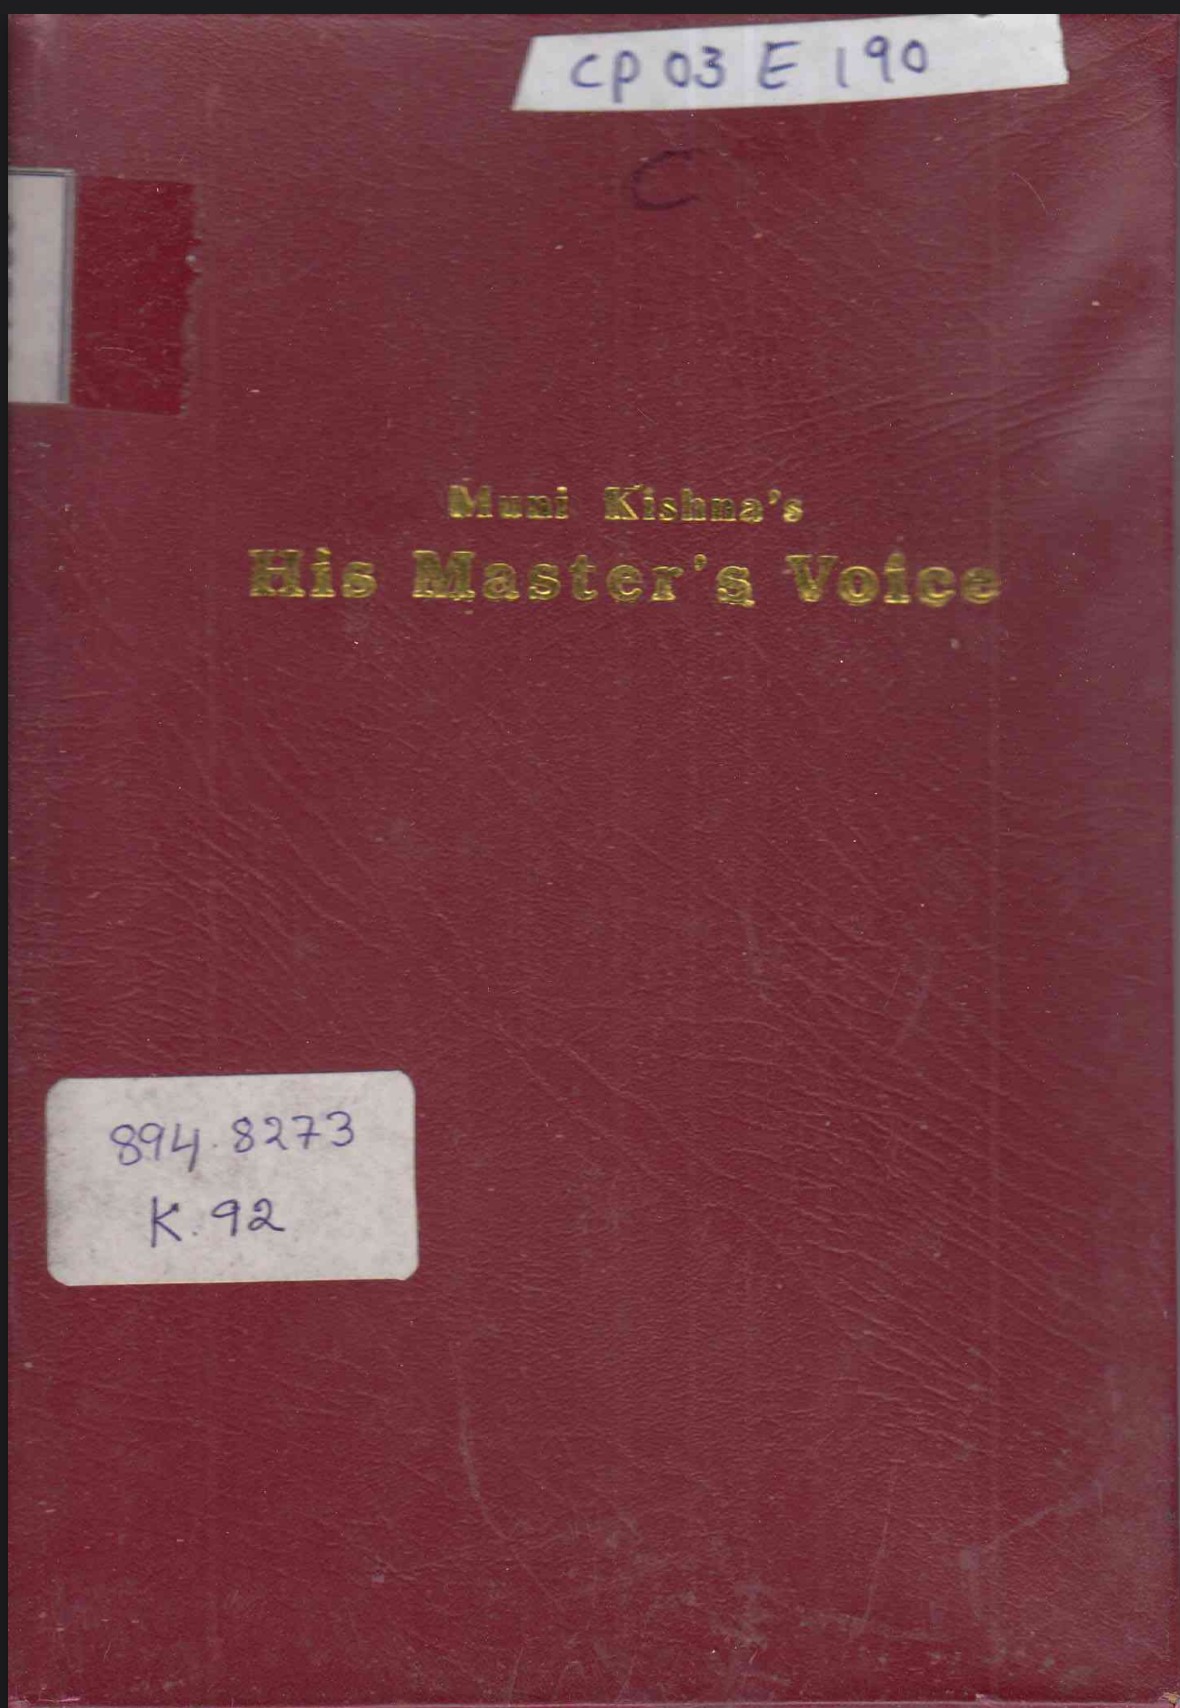 CP 03 E 190
C
Muni Kishna's
His Master's Voice
894.8273
K.92